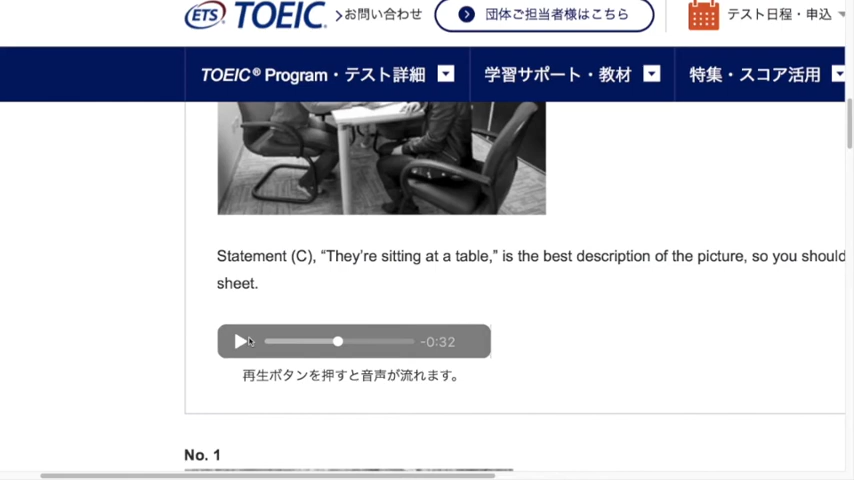 ETS TOEIC. お問い合わせ 団体ご担当者様はこちら テスト日程・申込
TOEIC® Program・テスト詳細 学習サポート・教材 特集・スコア活用
Statement (C), “They’re sitting at a table,” is the best description of the picture, so you should
sheet.
-0:32
再生ボタンを押すと音声が流れます。
No. 1